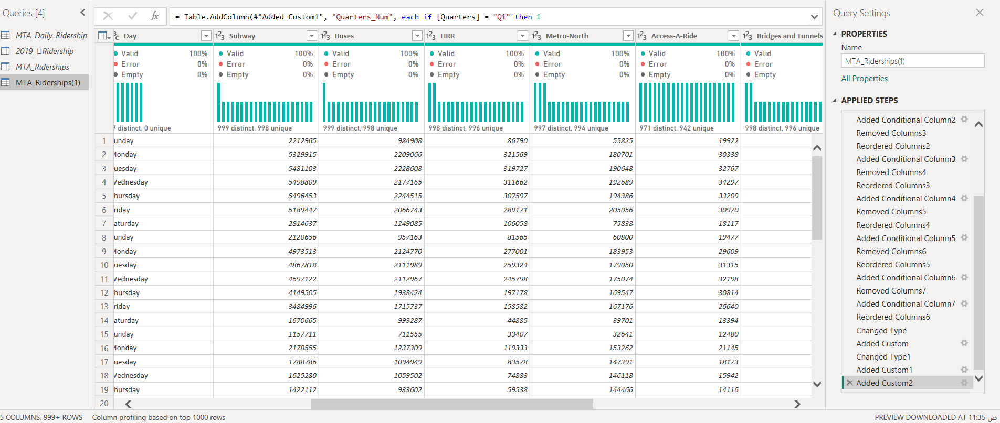 Queries [4]
MTA_Daily_Ridership
2019_□Ridership
MTA_Riderships
MTA_Riderships(1)
fx = Table.AddColumn(#"Added Custom1", "Quarters_Num", each if [Quarters] = "Q1" then 1
Day 1²3 Subway 1²3 Buses 1²3 LIRR 1²3 Metro-North 1²3 Access-A-Ride 1²3 Bridges and Tunnels
Valid 100% Valid 100% Valid 100% Valid 100% Valid 100% Valid 100% Valid
Error 0% Error 0% Error 0% Error 0% Error 0% Error 0% Error
Empty 0% Empty 0% Empty 0% Empty 0% Empty 0% Empty 0% Empty
7 distinct, 0 unique 999 distinct, 998 unique 999 distinct, 998 unique 998 distinct, 996 unique 997 distinct, 994 unique 971 distinct, 942 unique 998 distinct, 996 unique
1 unday 2212965 984908 86790 55825 19922
2 Monday 5329915 2209066 321569 180701 30338
3 uesday 5481103 2228608 319727 190648 32767
4 Wednesday 5498809 2177165 311662 192689 34297
5 hursday 5496453 2244515 307597 194386 33209
6 riday 5189447 2066743 289171 205056 30970
7 aturday 2814637 1249085 106058 75838 18117
8 unday 2120656 957163 81565 60800 19477
9 Monday 4973513 2124770 277001 183953 29609
10 uesday 4867818 2111989 259324 179050 31315
11 Wednesday 4697122 2112967 245798 175074 32198
12 hursday 4149505 1938424 197178 169547 30814
13 riday 3484996 1715737 158582 167176 26640
14 aturday 1670665 993287 44885 39701 13394
15 unday 1157711 711555 33407 32641 12480
16 Monday 2178555 1237309 119333 153262 21145
17 uesday 1788786 1094949 83578 147391 18173
18 Wednesday 1625280 1059502 74883 146118 15942
19 hursday 1422112 933602 59538 144466 14116
20
5 COLUMNS, 999+ ROWS Column profiling based on top 1000 rows
Query Settings
PROPERTIES
Name
MTA_Riderships(1)
All Properties
APPLIED STEPS
Added Conditional Column2
Removed Columns3
Reordered Columns2
Added Conditional Column3
Removed Columns4
Reordered Columns3
Added Conditional Column4
Removed Columns5
Reordered Columns4
Added Conditional Column5
Removed Columns6
Reordered Columns5
Added Conditional Column6
Removed Columns7
Added Conditional Column7
Reordered Columns6
Changed Type
Added Custom
Changed Type1
Added Custom1
Added Custom2
PREVIEW DOWNLOADED AT 11:35 ص